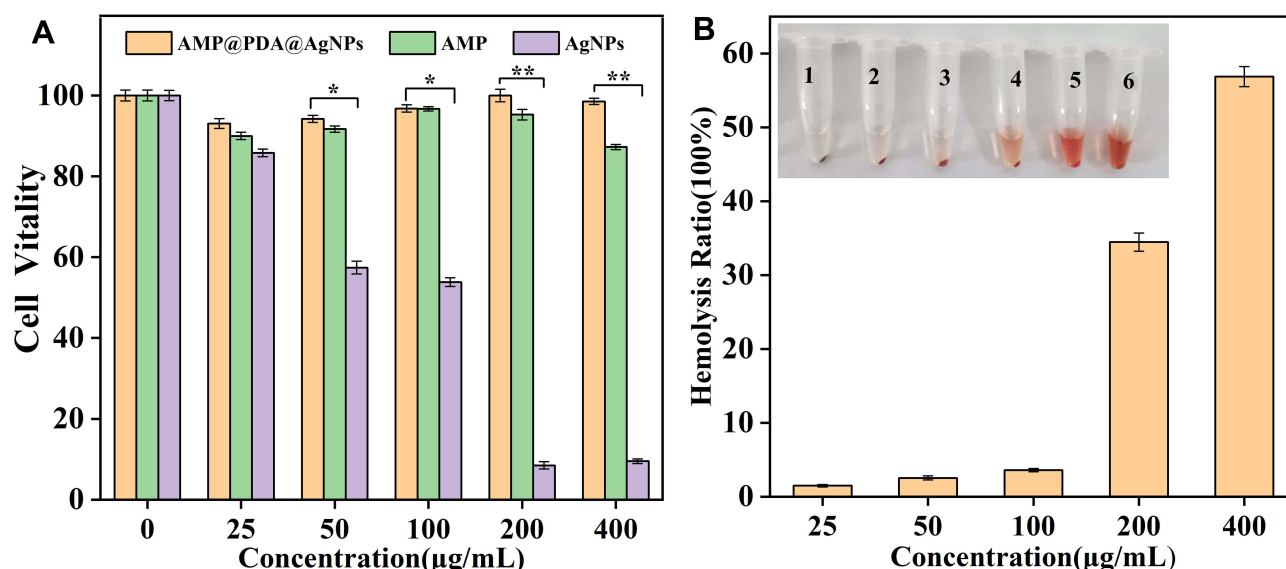 A
AMP@PDA@AgNPs AMP AgNPs
* * ** **
100
80
60
40
20
0
0 25 50 100 200 400
Concentration(μg/mL)
Cell Vitality
B
1 2 3 4 5 6
60
50
40
30
20
10
0
25 50 100 200 400
Concentration(μg/mL)
Hemolysis Ratio(100%)